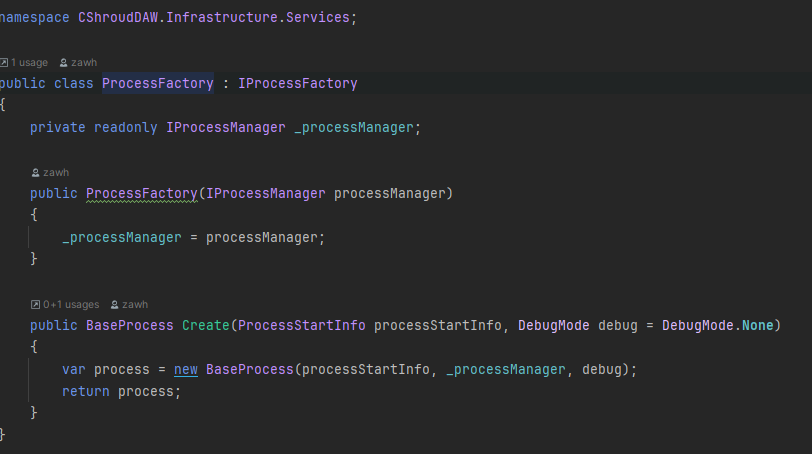 namespace CShroudDAW.Infrastructure.Services;
1 usage zawh
public class ProcessFactory : IProcessFactory
{
private readonly IProcessManager _processManager;
zawh
public ProcessFactory(IProcessManager processManager)
{
_processManager = processManager;
}
0+1 usages zawh
public BaseProcess Create(ProcessStartInfo processStartInfo, DebugMode debug = DebugMode.None)
{
var process = new BaseProcess(processStartInfo, _processManager, debug);
return process;
}
}